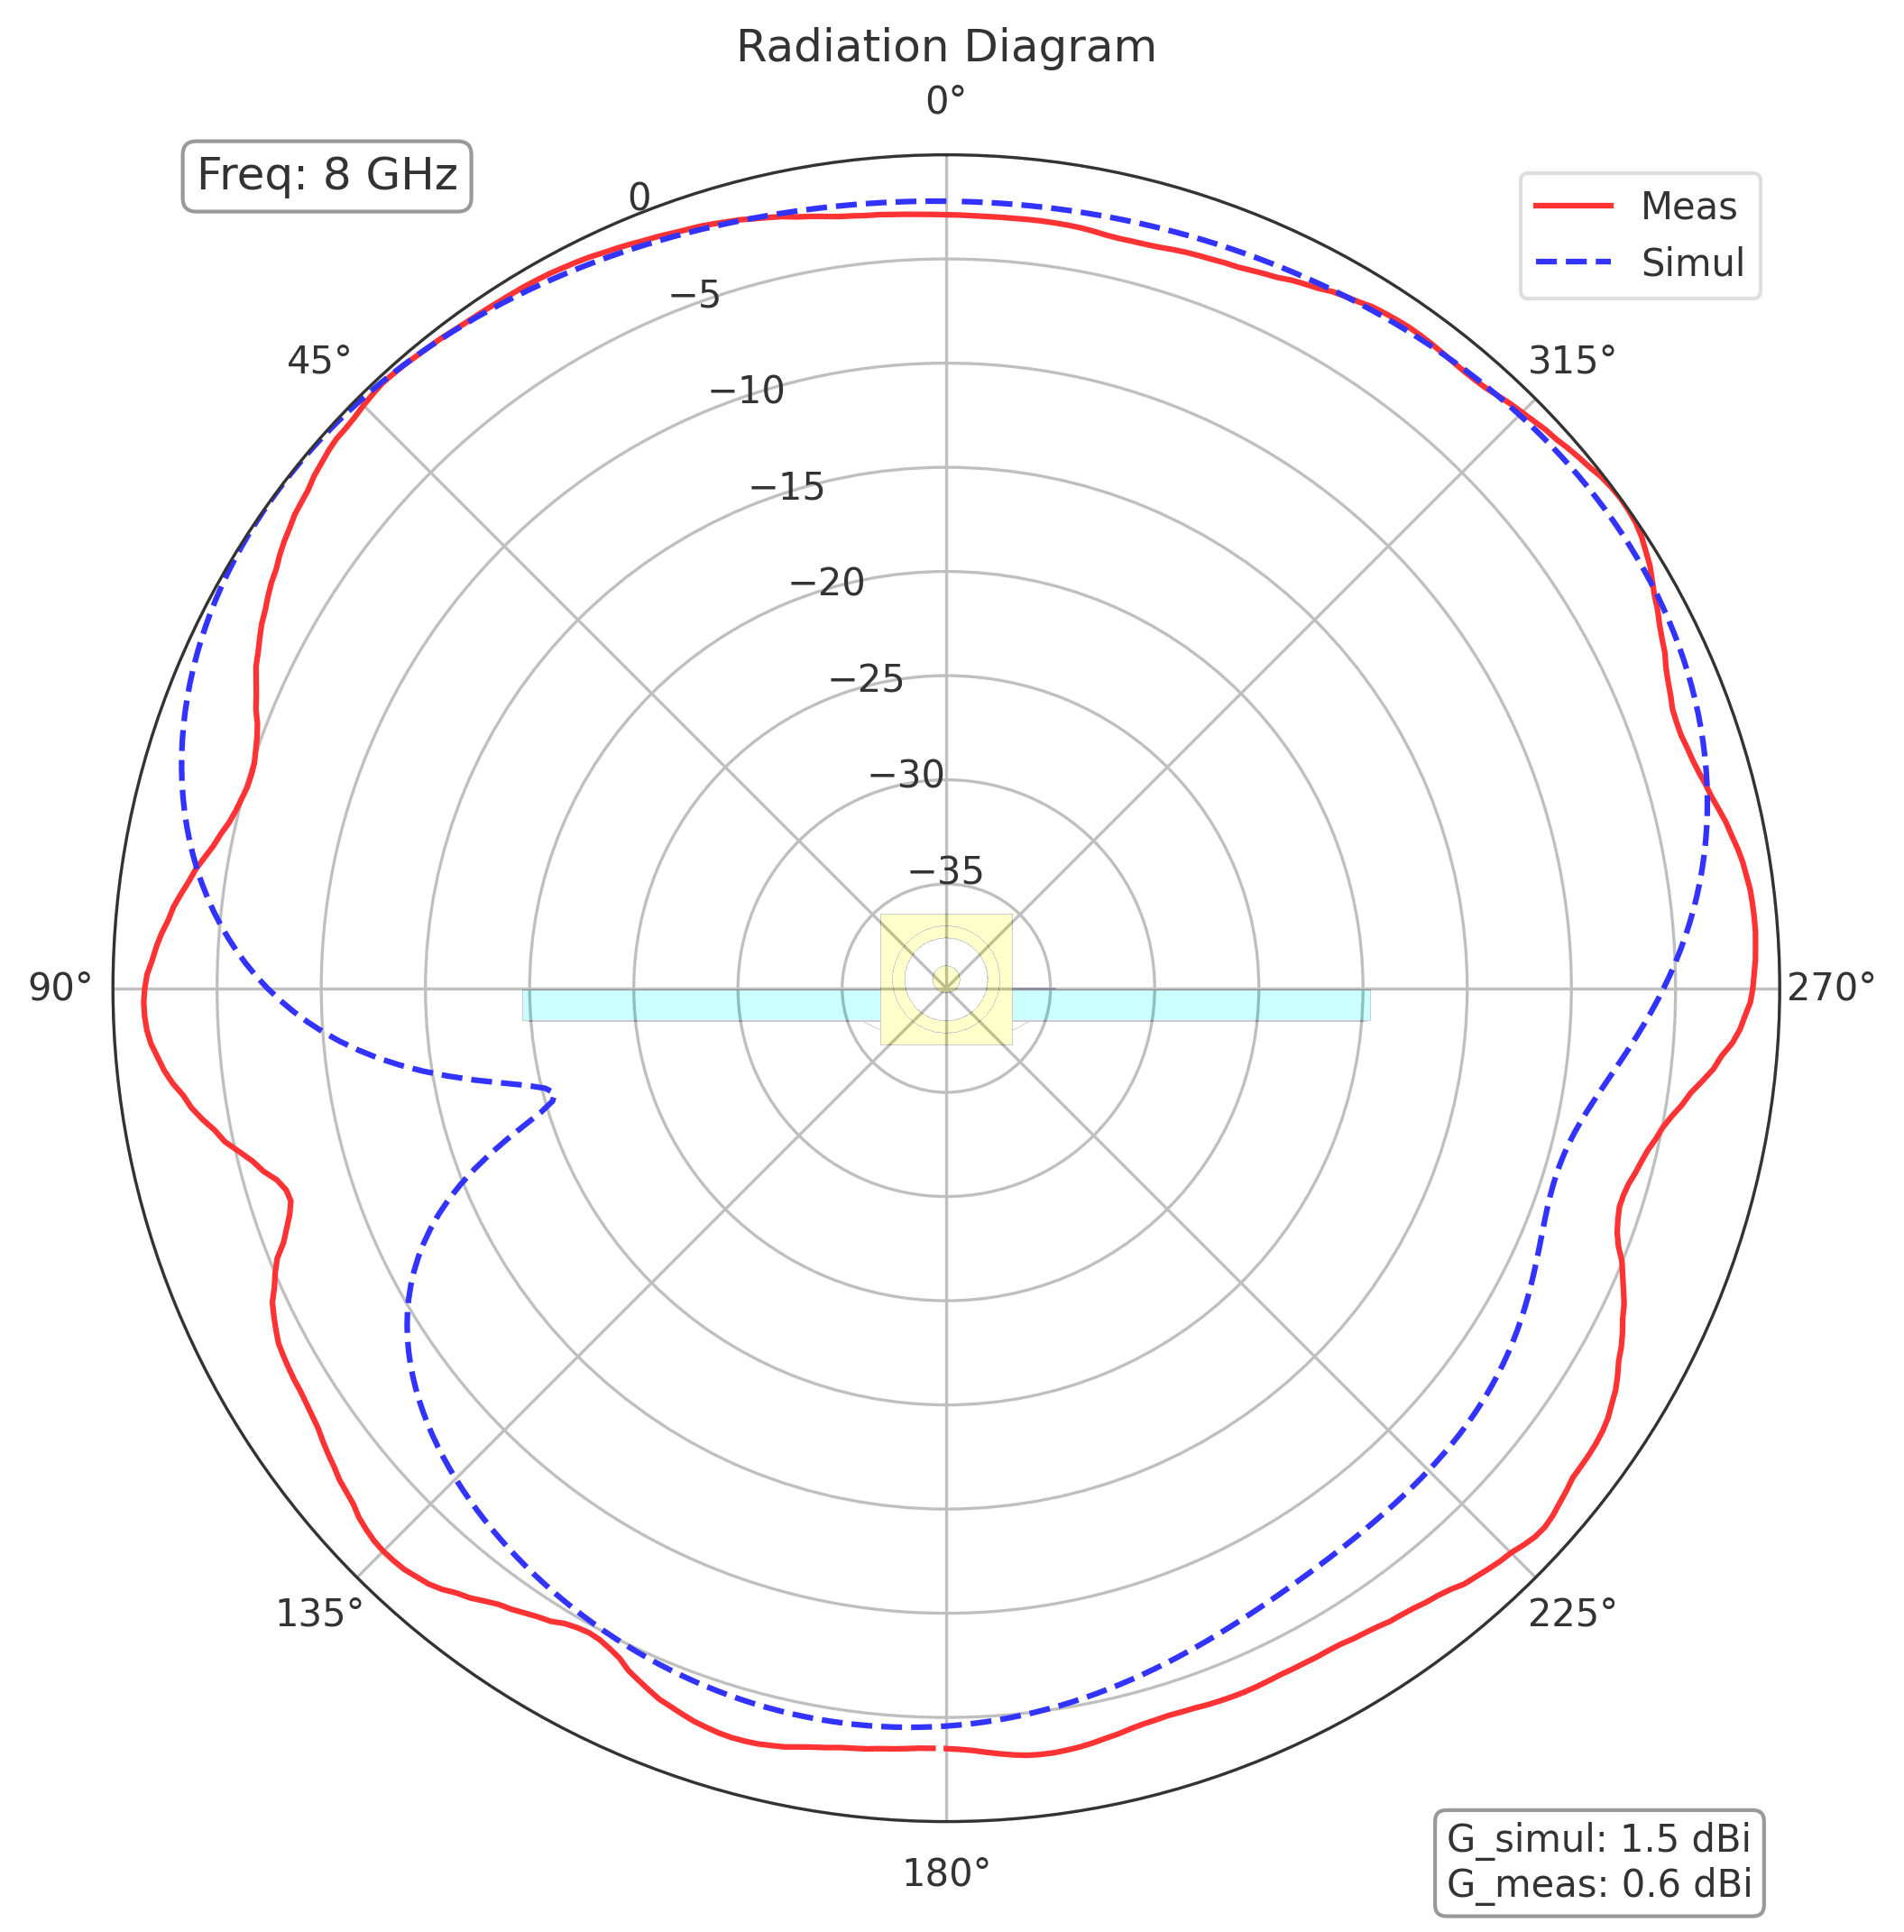 Radiation Diagram
0°
Freq: 8 GHz
Meas
Simul
0
−5
−10
−15
−20
−25
−30
−35
45°
315°
90°
270°
135°
225°
180°
G_simul: 1.5 dBi
G_meas: 0.6 dBi